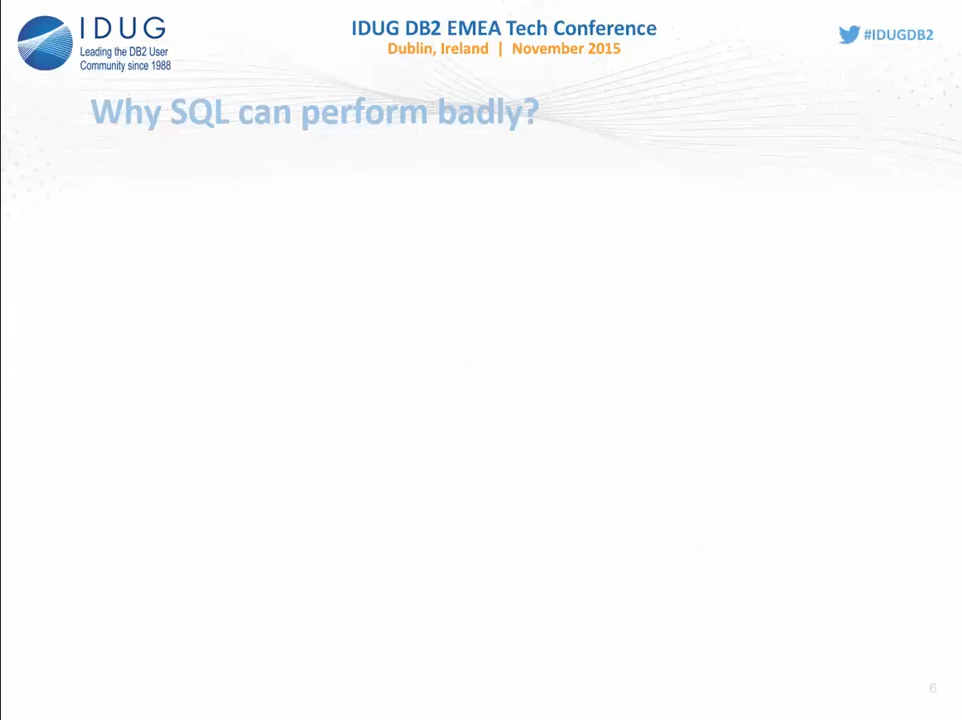 IDUG
Leading the DB2 User
Community since 1988
IDUG DB2 EMEA Tech Conference
Dublin, Ireland | November 2015
#IDUGDB2
Why SQL can perform badly?
6